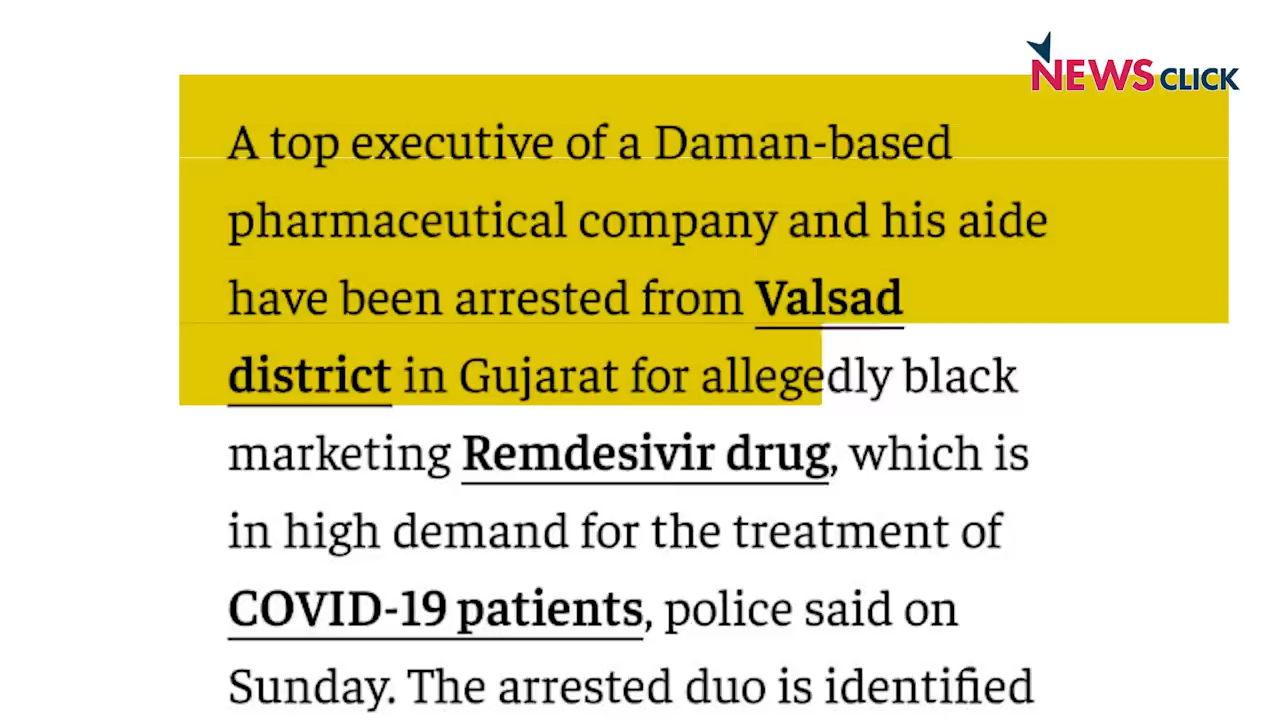 NEWSCLICK
A top executive of a Daman-based
pharmaceutical company and his aide
have been arrested from Valsad
district in Gujarat for allegedly black
marketing Remdesivir drug, which is
in high demand for the treatment of
COVID-19 patients, police said on
Sunday. The arrested duo is identified